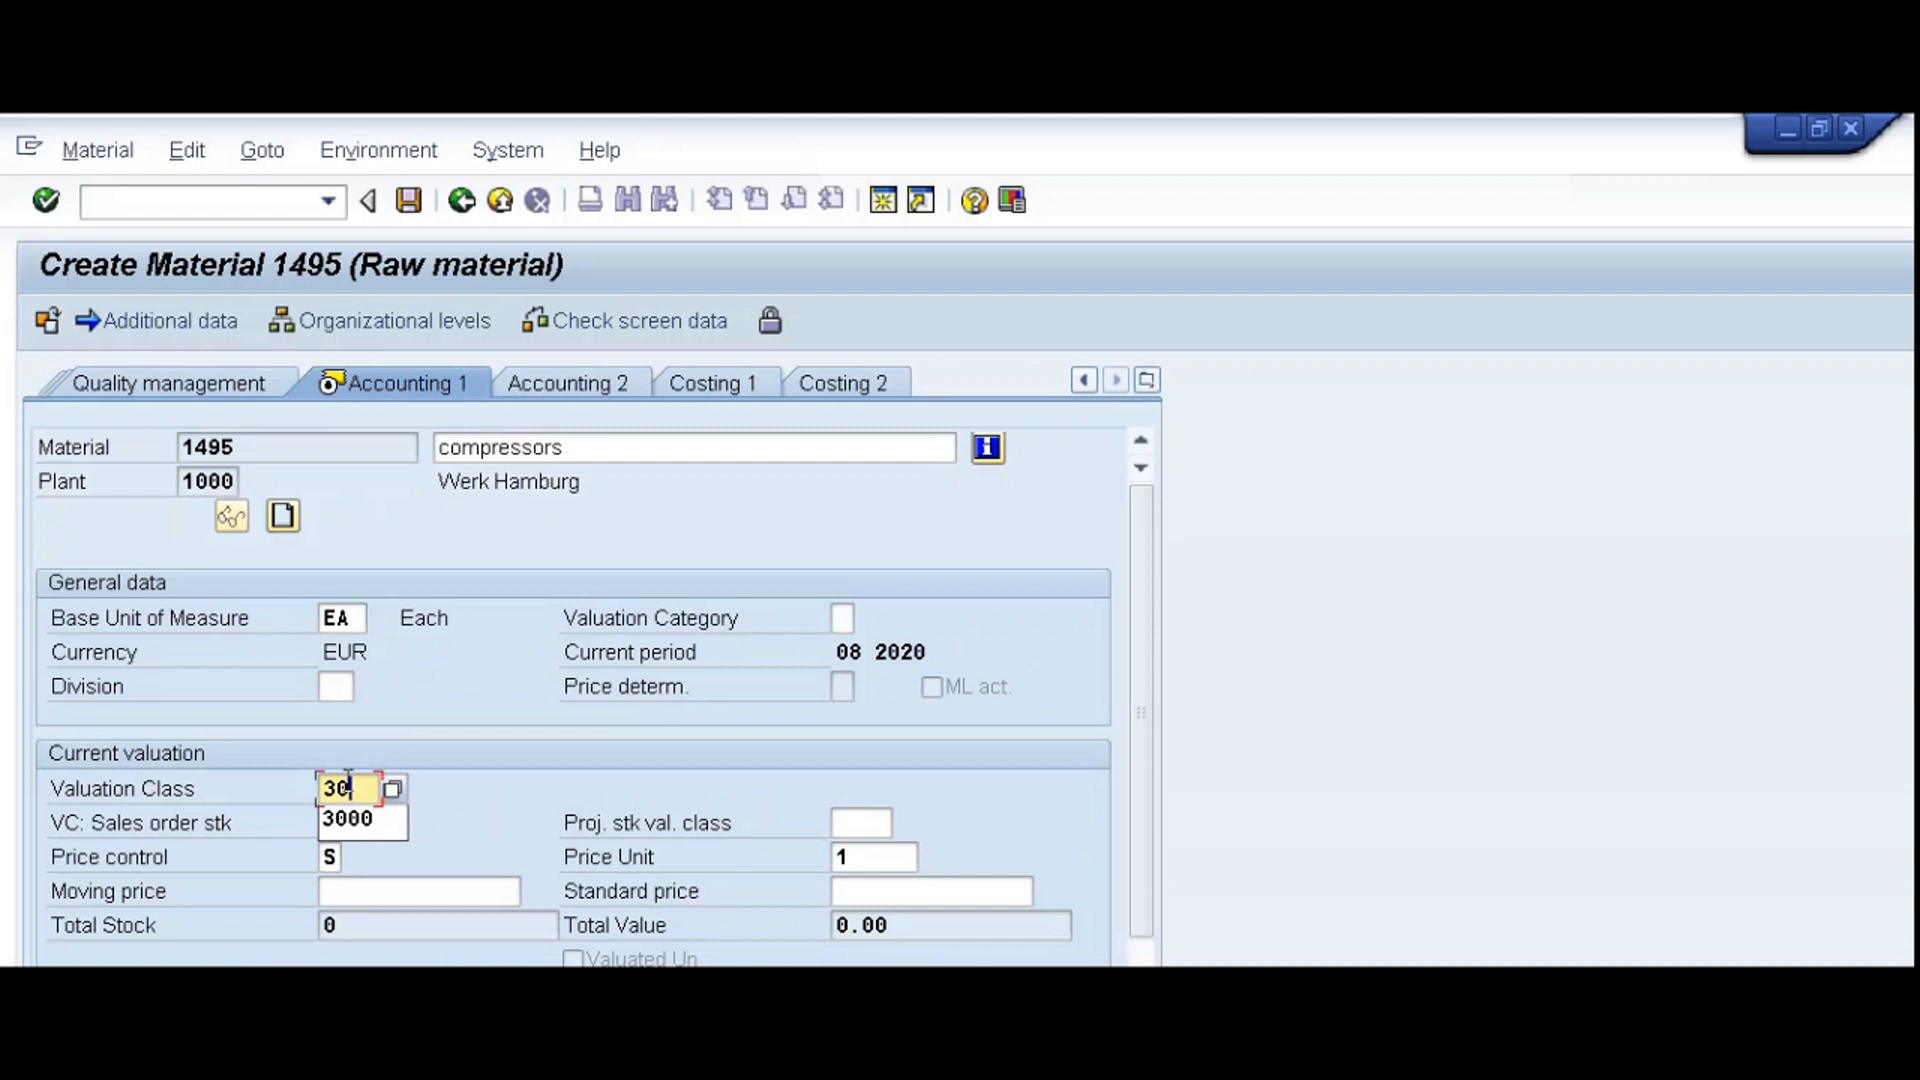 Material Edit Goto Environment System Help
Create Material 1495 (Raw material)
Additional data Organizational levels Check screen data
Quality management Accounting 1 Accounting 2 Costing 1 Costing 2
Material 1495 compressors
Plant 1000 Werk Hamburg
General data
Base Unit of Measure EA Each Valuation Category
Currency EUR Current period 08 2020
Division Price determ. ML act.
Current valuation
Valuation Class 30
3000
VC: Sales order stk Proj. stk val. class
Price control S Price Unit 1
Moving price Standard price
Total Stock 0 Total Value 0.00
Valuated Un